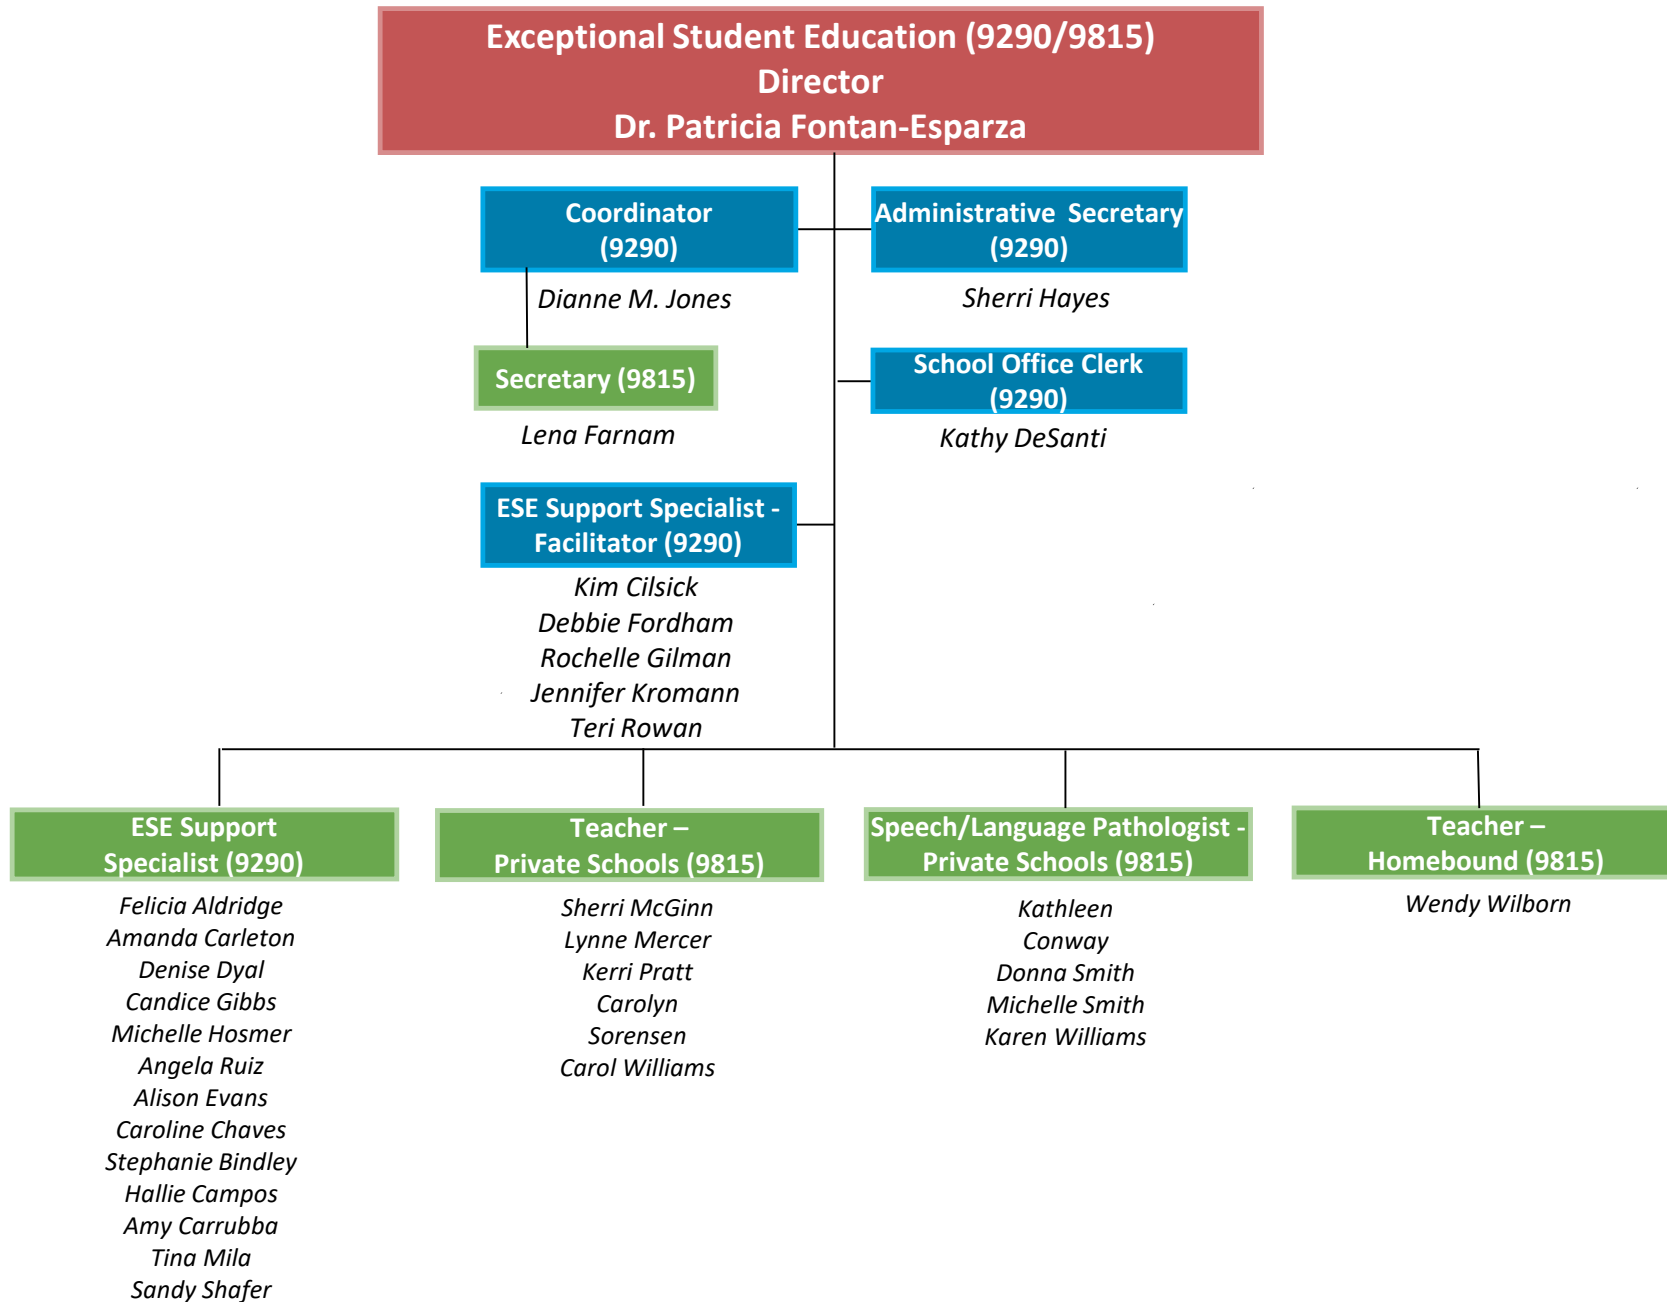 Exceptional Student Education (9290/9815)
Director
Dr. Patricia Fontan-Esparza
Coordinator
(9290)
Dianne M. Jones
Administrative Secretary
(9290)
Sherri Hayes
Secretary (9815)
Lena Farnam
School Office Clerk
(9290)
Kathy DeSanti
ESE Support Specialist -
Facilitator (9290)
Kim Cilsick
Debbie Fordham
Rochelle Gilman
Jennifer Kromann
Teri Rowan
ESE Support
Specialist (9290)
Felicia Aldridge
Amanda Carleton
Denise Dyal
Candice Gibbs
Michelle Hosmer
Angela Ruiz
Alison Evans
Caroline Chaves
Stephanie Bindley
Hallie Campos
Amy Carrubba
Tina Mila
Sandy Shafer
Teacher –
Private Schools (9815)
Sherri McGinn
Lynne Mercer
Kerri Pratt
Carolyn
Sorensen
Carol Williams
Speech/Language Pathologist -
Private Schools (9815)
Kathleen
Conway
Donna Smith
Michelle Smith
Karen Williams
Teacher –
Homebound (9815)
Wendy Wilborn